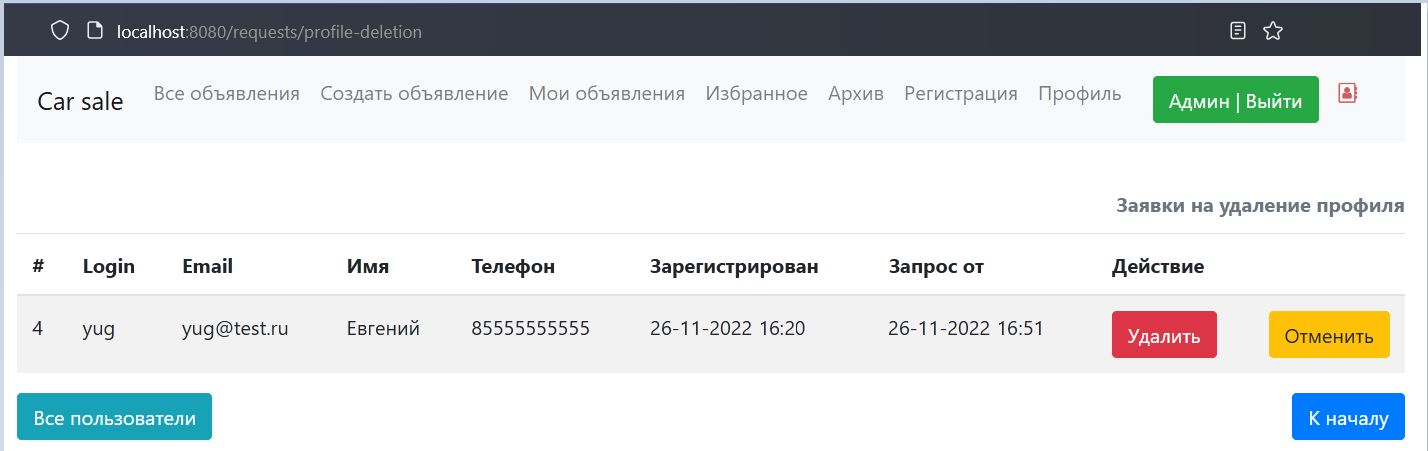 localhost:8080/requests/profile-deletion
Car sale Все объявления Создать объявление Мои объявления Избранное Архив Регистрация Профиль Админ | Выйти
Заявки на удаление профиля
# Login Email Имя Телефон Зарегистрирован Запрос от Действие
4 yug yug@test.ru Евгений 85555555555 26-11-2022 16:20 26-11-2022 16:51 Удалить Отменить
Все пользователи К началу